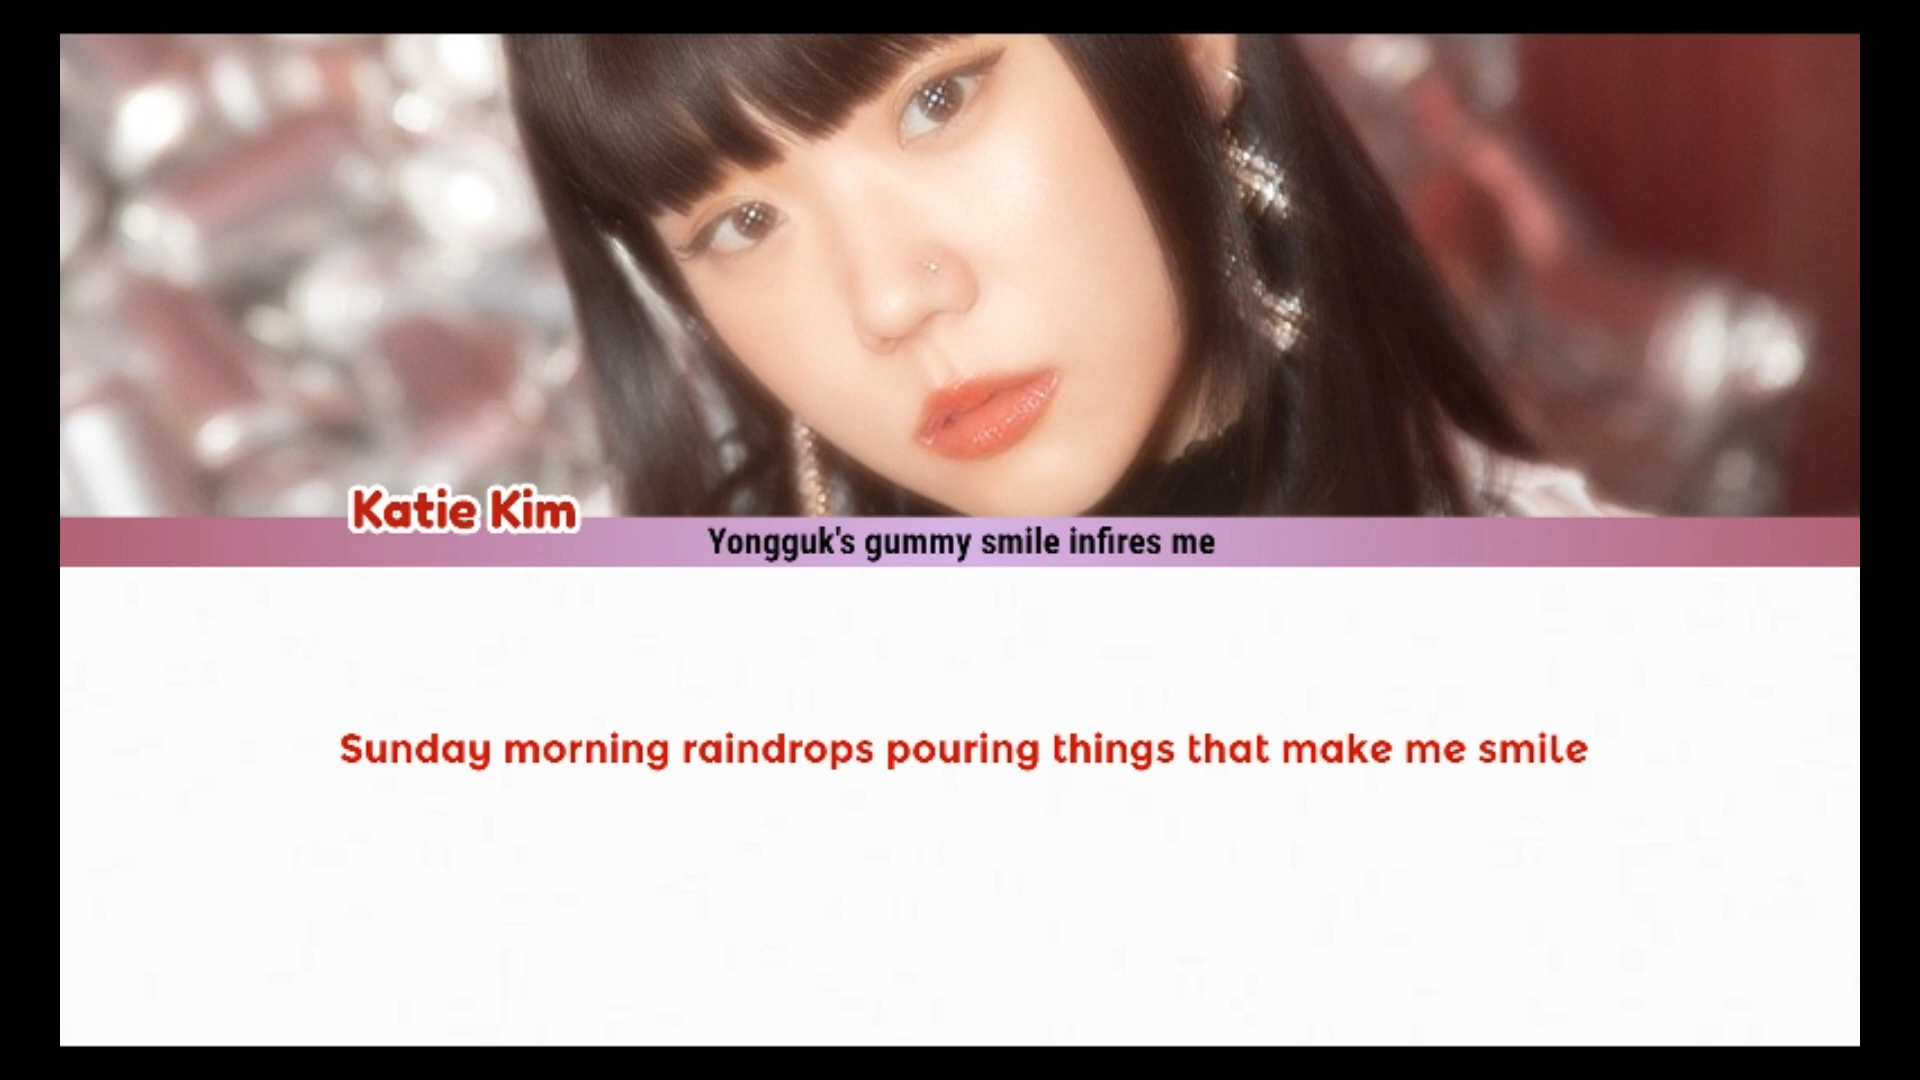 Katie Kim
Yongguk's gummy smile infires me
Sunday morning raindrops pouring things that make me smile